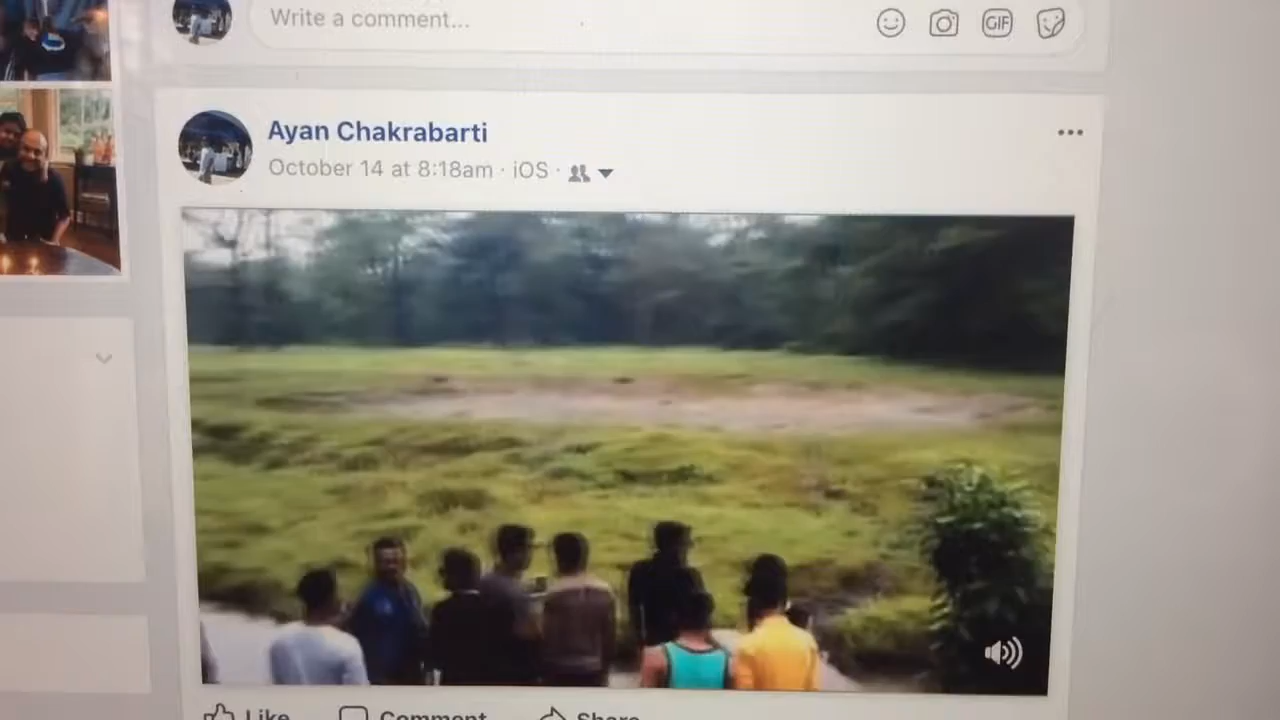 Write a comment...
GIF
Ayan Chakrabarti
October 14 at 8:18am · iOS ·
Like Comment Share